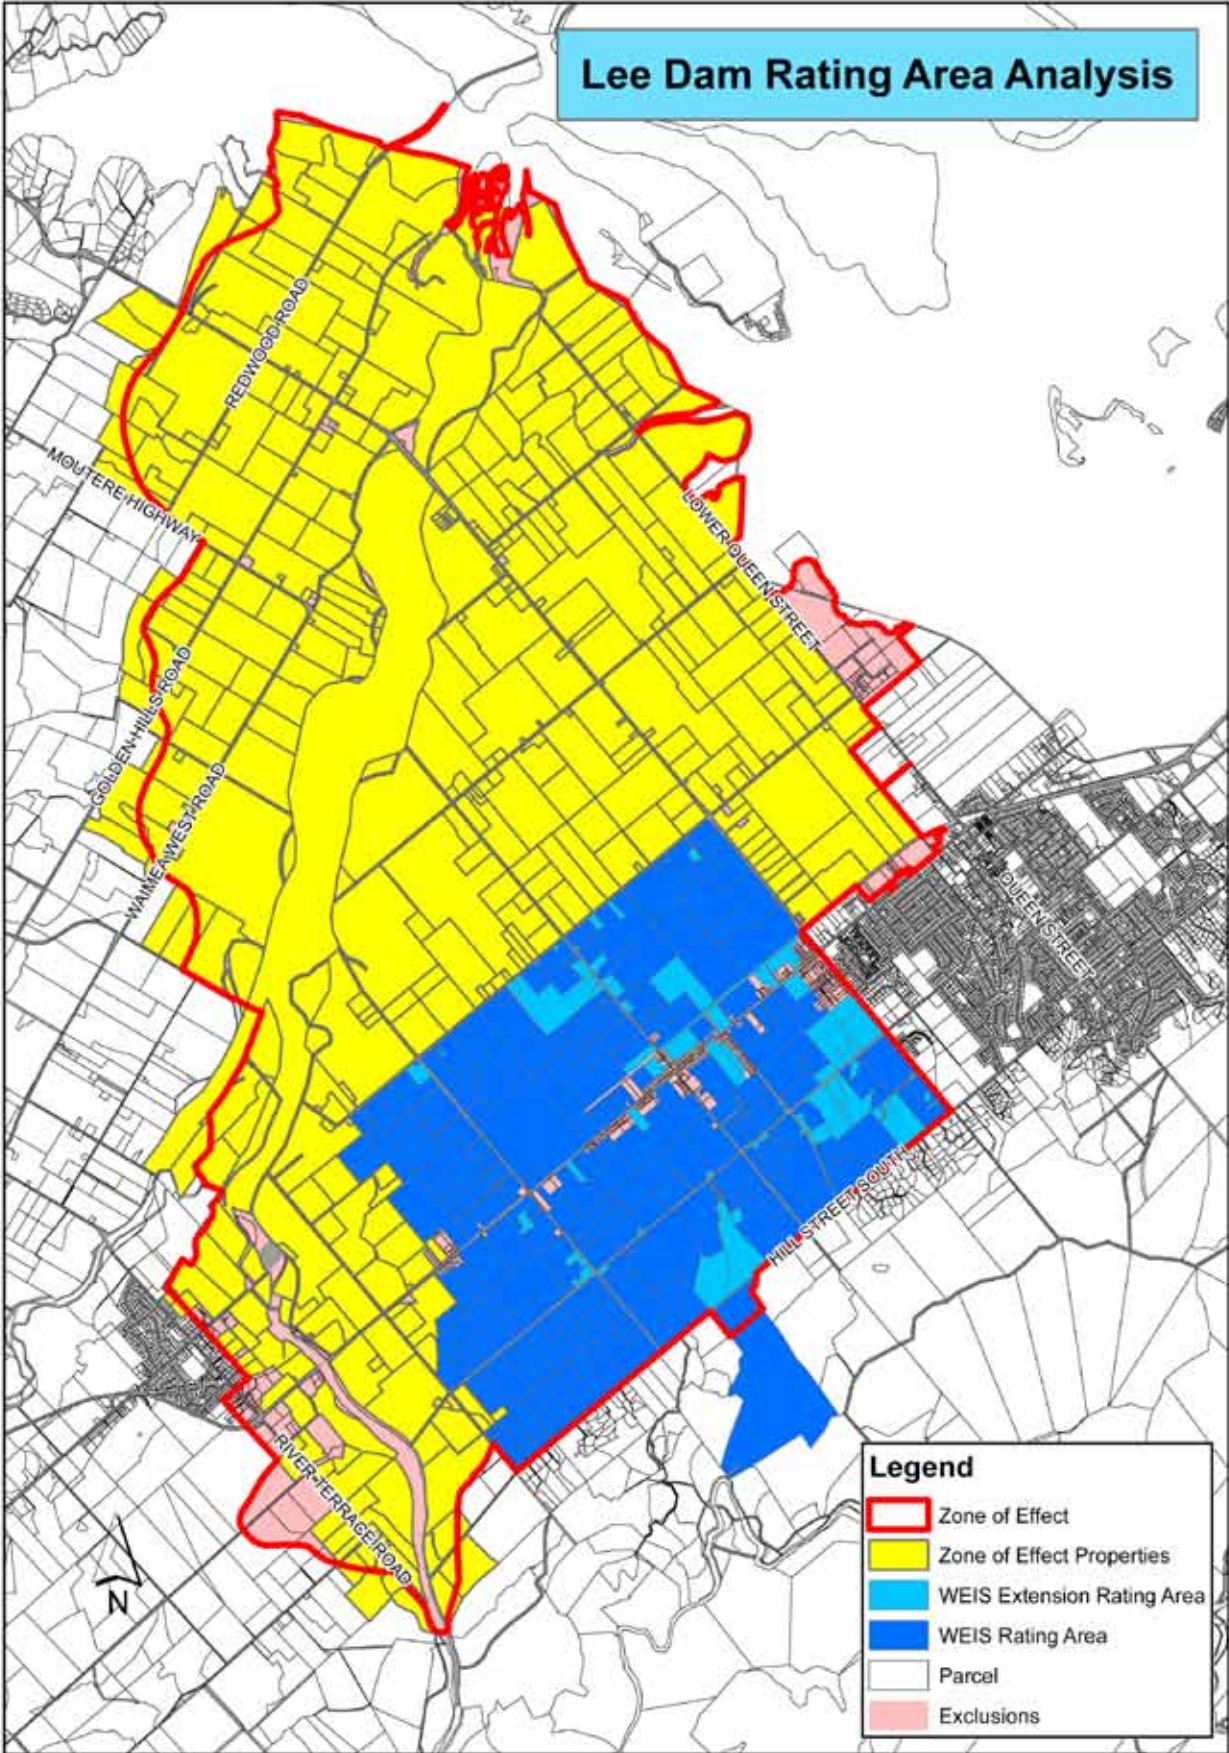 Lee Dam Rating Area Analysis
REDWOOD ROAD
MOUTERE HIGHWAY
LOWER QUEEN STREET
GOLDEN HILLS ROAD
WAIMEA WEST ROAD
QUEEN STREET
HILL STREET SOUTH
RIVER TERRACE ROAD
N
Legend
Zone of Effect
Zone of Effect Properties
WEIS Extension Rating Area
WEIS Rating Area
Parcel
Exclusions